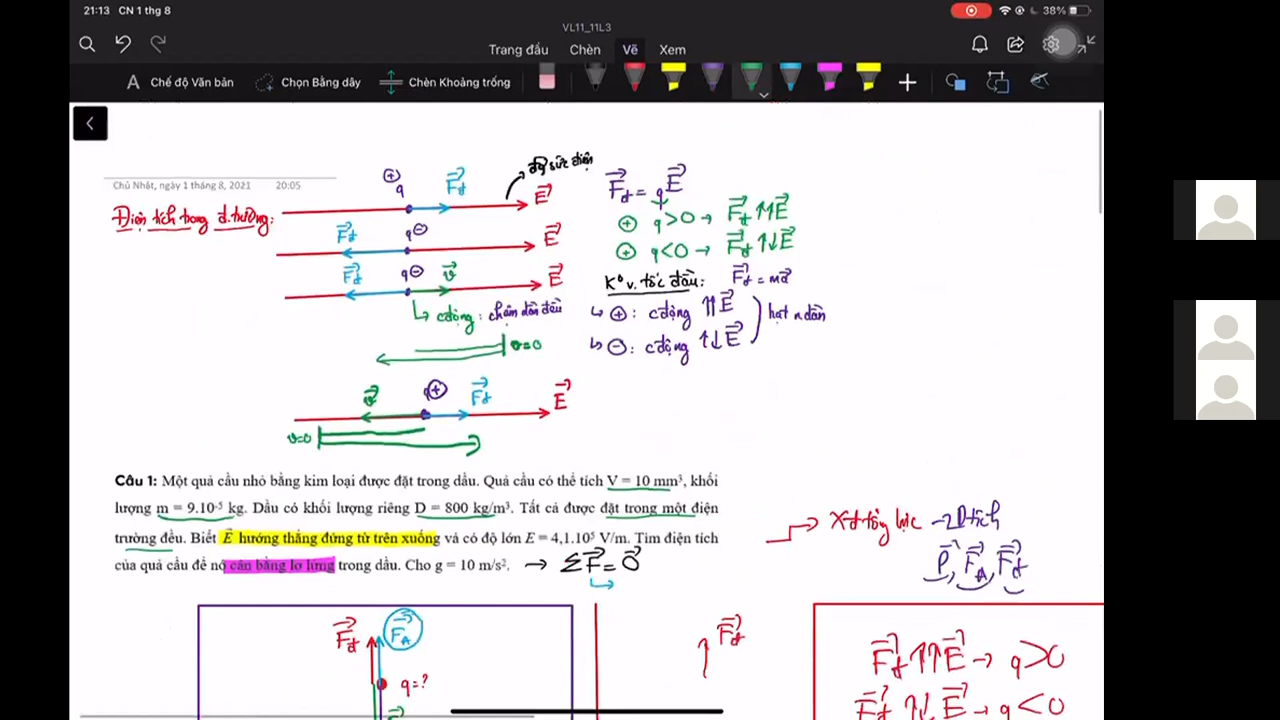 21:13 CN 1 thg 8
38%
VL11_11L3
Trang đầu Chèn Vẽ Xem
Chế độ Văn bản Chọn Bằng dây Chèn Khoảng trống
Chủ Nhật, ngày 1 tháng 8, 2021 20:05
Điện tích trong đ.trường:
⊕ q F⃗đ E⃗
đg sức điện
F⃗đ q ⊖ E⃗
F⃗đ q ⊖ v⃗ E⃗
↳ cđộng: chậm dần đều
v=0
v⃗ q ⊕ F⃗đ E⃗
v=0
F⃗đ = qE⃗
⊕ q>0 → F⃗đ ↑↑ E⃗
⊕ q<0 → F⃗đ ↑↓ E⃗
K⁰ v. tốc đầu: F⃗đ = ma⃗
↳ ⊕: cđộng ↑↑ E⃗
↳ ⊖: cđộng ↑↓ E⃗
Câu 1: Một quả cầu nhỏ bằng kim loại được đặt trong dầu. Quả cầu có thể tích V = 10 mm³, khối
lượng m = 9.10⁻⁵ kg. Dầu có khối lượng riêng D = 800 kg/m³. Tất cả được đặt trong một điện
trường đều. Biết E⃗ hướng thẳng đứng từ trên xuống và có độ lớn E = 4,1.10⁵ V/m. Tìm điện tích
của quả cầu để nó cân bằng lơ lửng trong dầu. Cho g = 10 m/s². → ΣF⃗ = 0⃗
P⃗, F⃗A, F⃗đ
F⃗đ F⃗A
q=?
F⃗đ
F⃗đ ↑↑ E⃗ → q>0
F⃗đ ↑↓ E⃗ → q<0